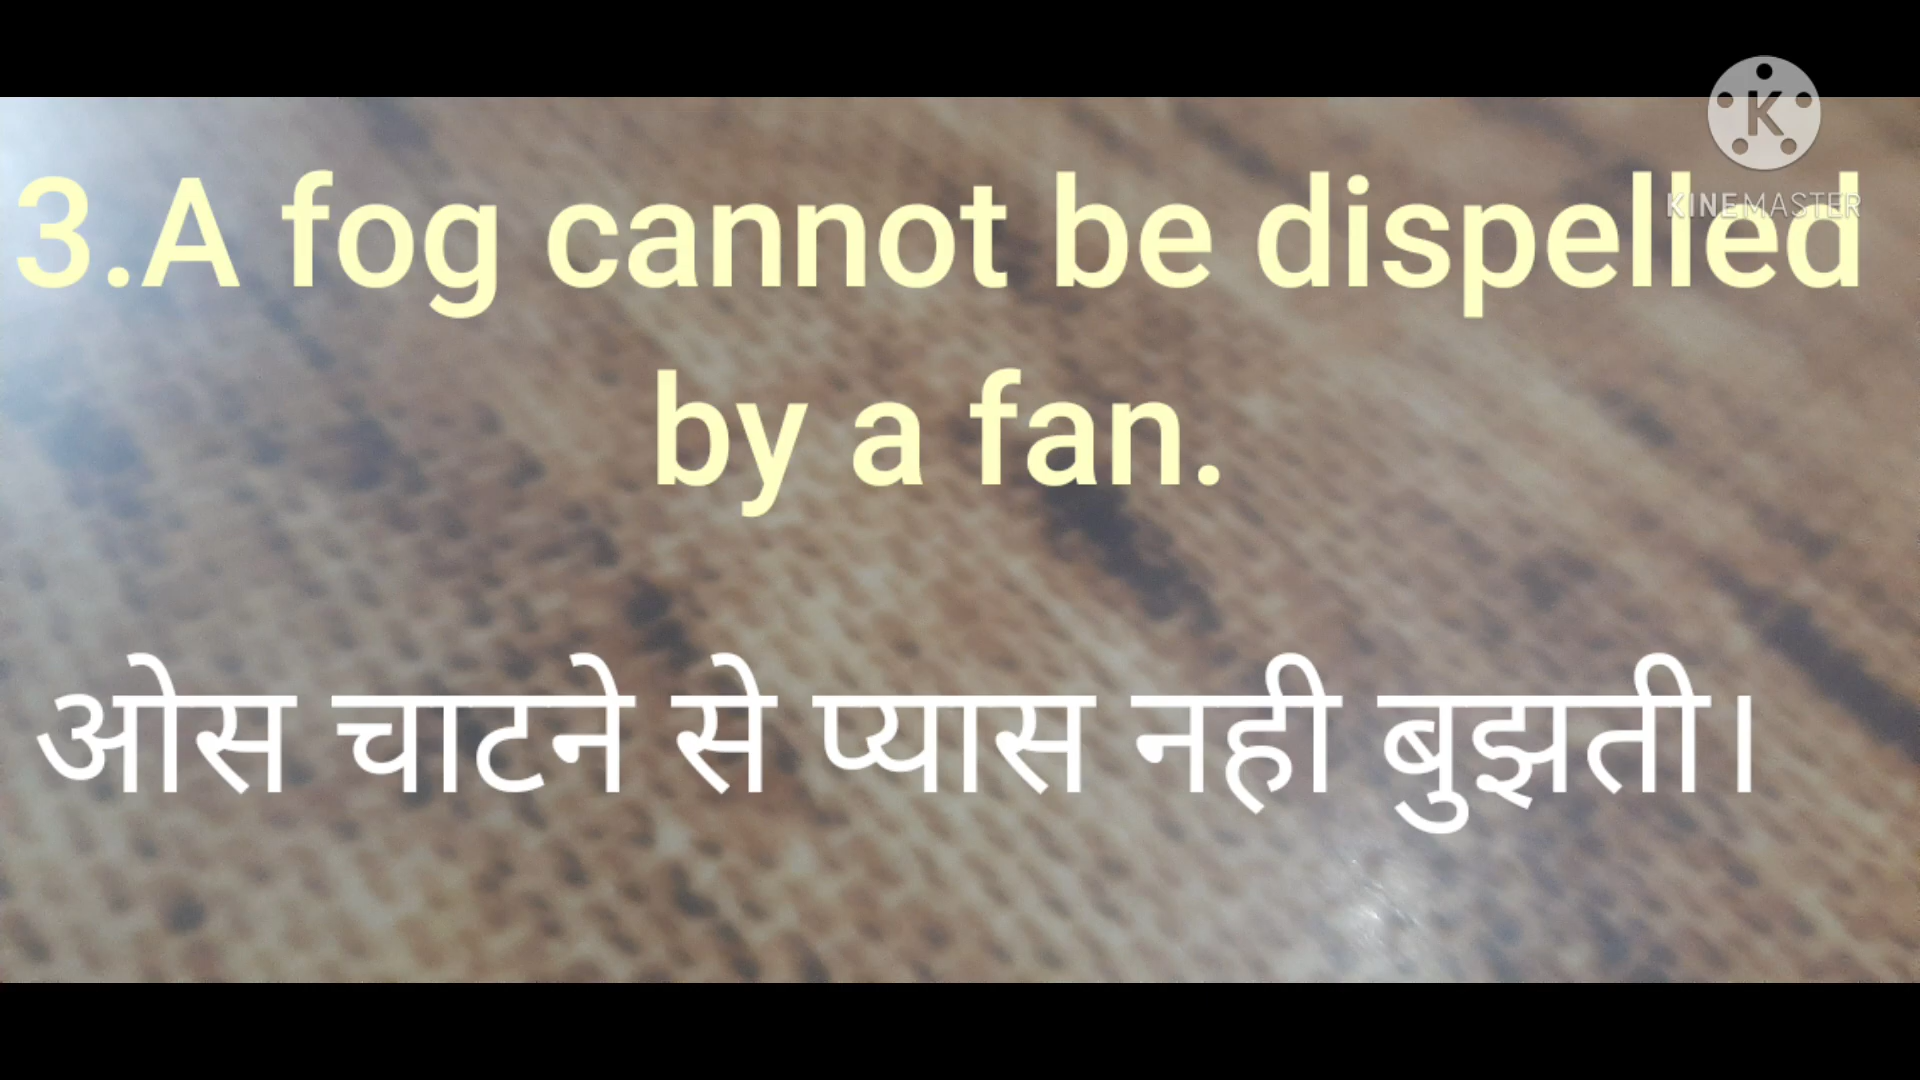 KINEMASTER
3.A fog cannot be dispelled
by a fan.
ओस चाटने से प्यास नही बुझती।